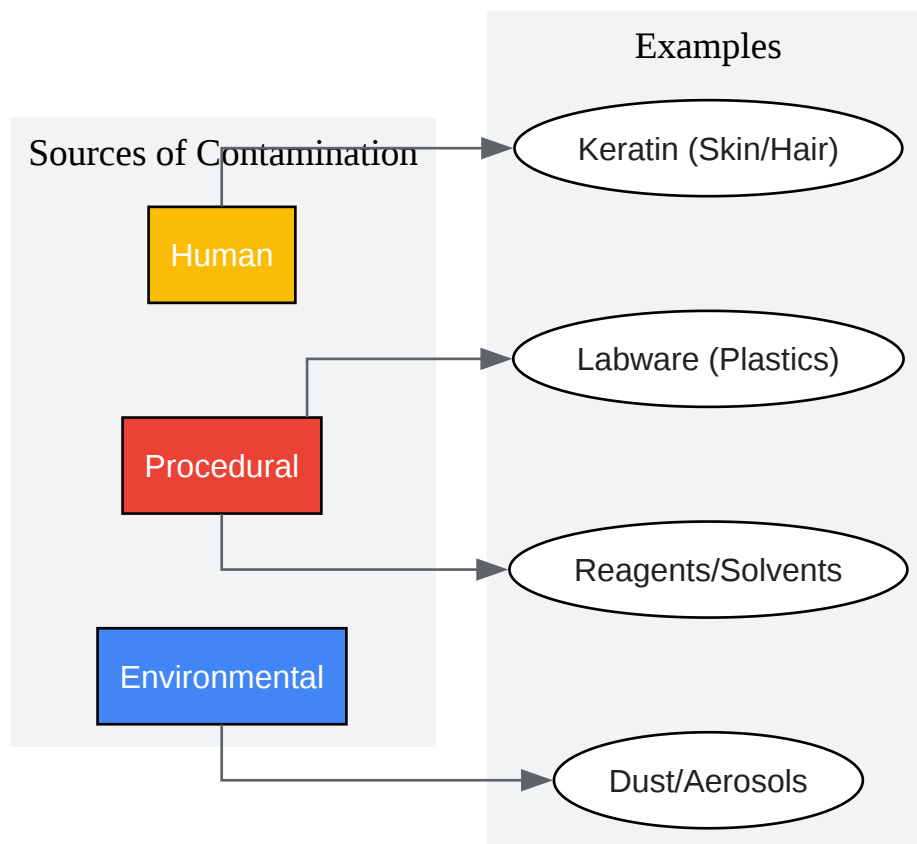 Examples
Sources of Contamination
Keratin (Skin/Hair)
Human
Labware (Plastics)
Procedural
Reagents/Solvents
Environmental
Dust/Aerosols